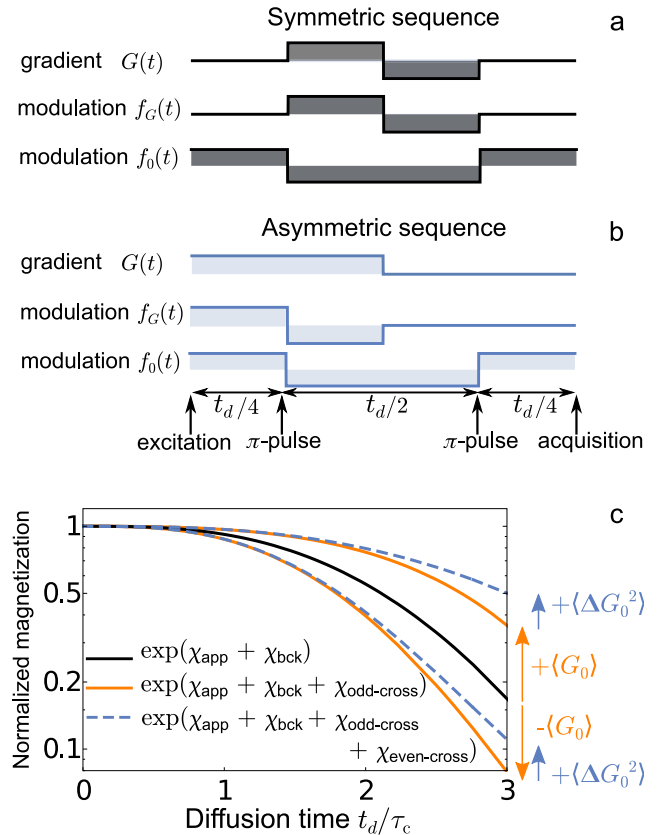 Symmetric sequence
a
gradient G(t)
modulation f_G(t)
modulation f_0(t)
Asymmetric sequence
b
gradient G(t)
modulation f_G(t)
modulation f_0(t)
t_d/4 t_d/2 t_d/4
excitation π-pulse π-pulse acquisition
c
Normalized magnetization
1
0.5
0.2
0.1
exp(χ_app + χ_bck)
exp(χ_app + χ_bck + χ_odd-cross)
exp(χ_app + χ_bck + χ_odd-cross
+ χ_even-cross)
+⟨ΔG_0^2⟩
+⟨G_0⟩
-⟨G_0⟩
+⟨ΔG_0^2⟩
0 1 2 3
Diffusion time t_d/τ_c